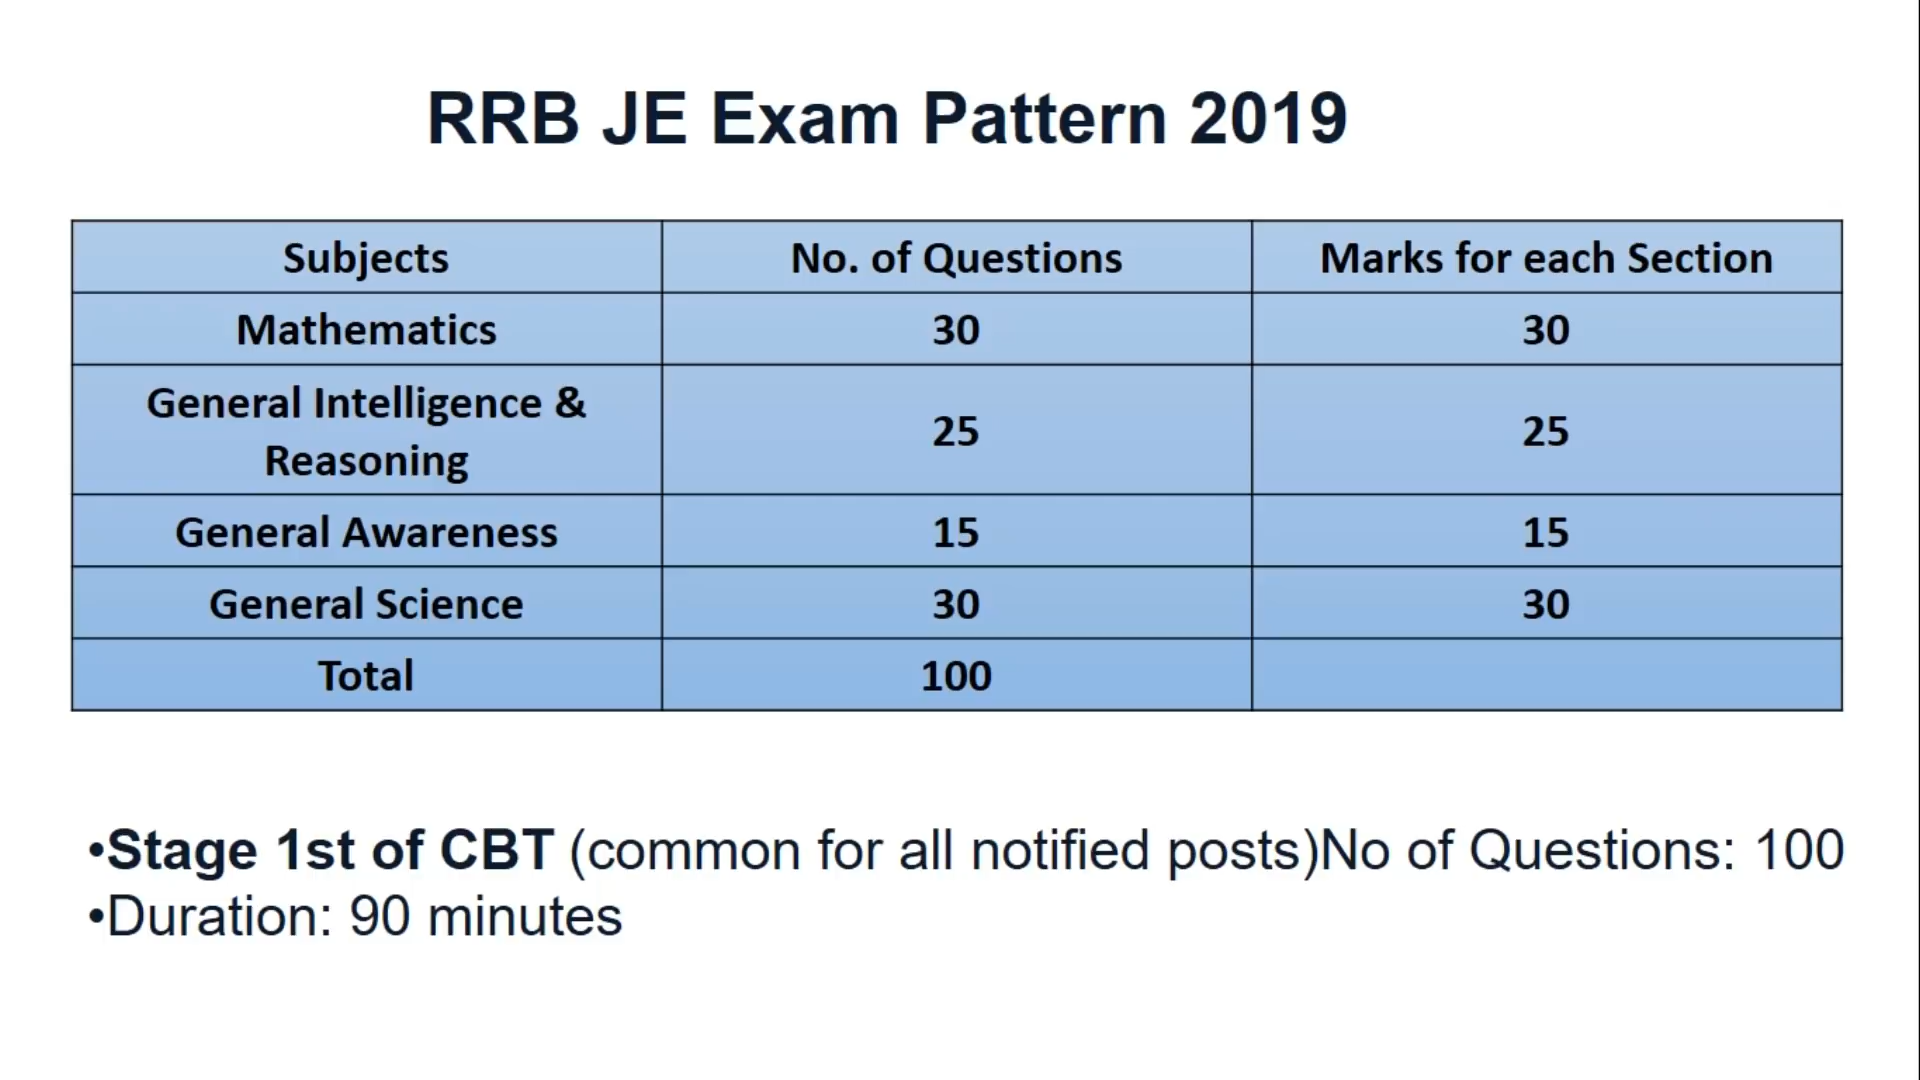 RRB JE Exam Pattern 2019
Subjects No. of Questions Marks for each Section
Mathematics 30 30
General Intelligence &
Reasoning 25 25
General Awareness 15 15
General Science 30 30
Total 100
•Stage 1st of CBT (common for all notified posts)No of Questions: 100
•Duration: 90 minutes